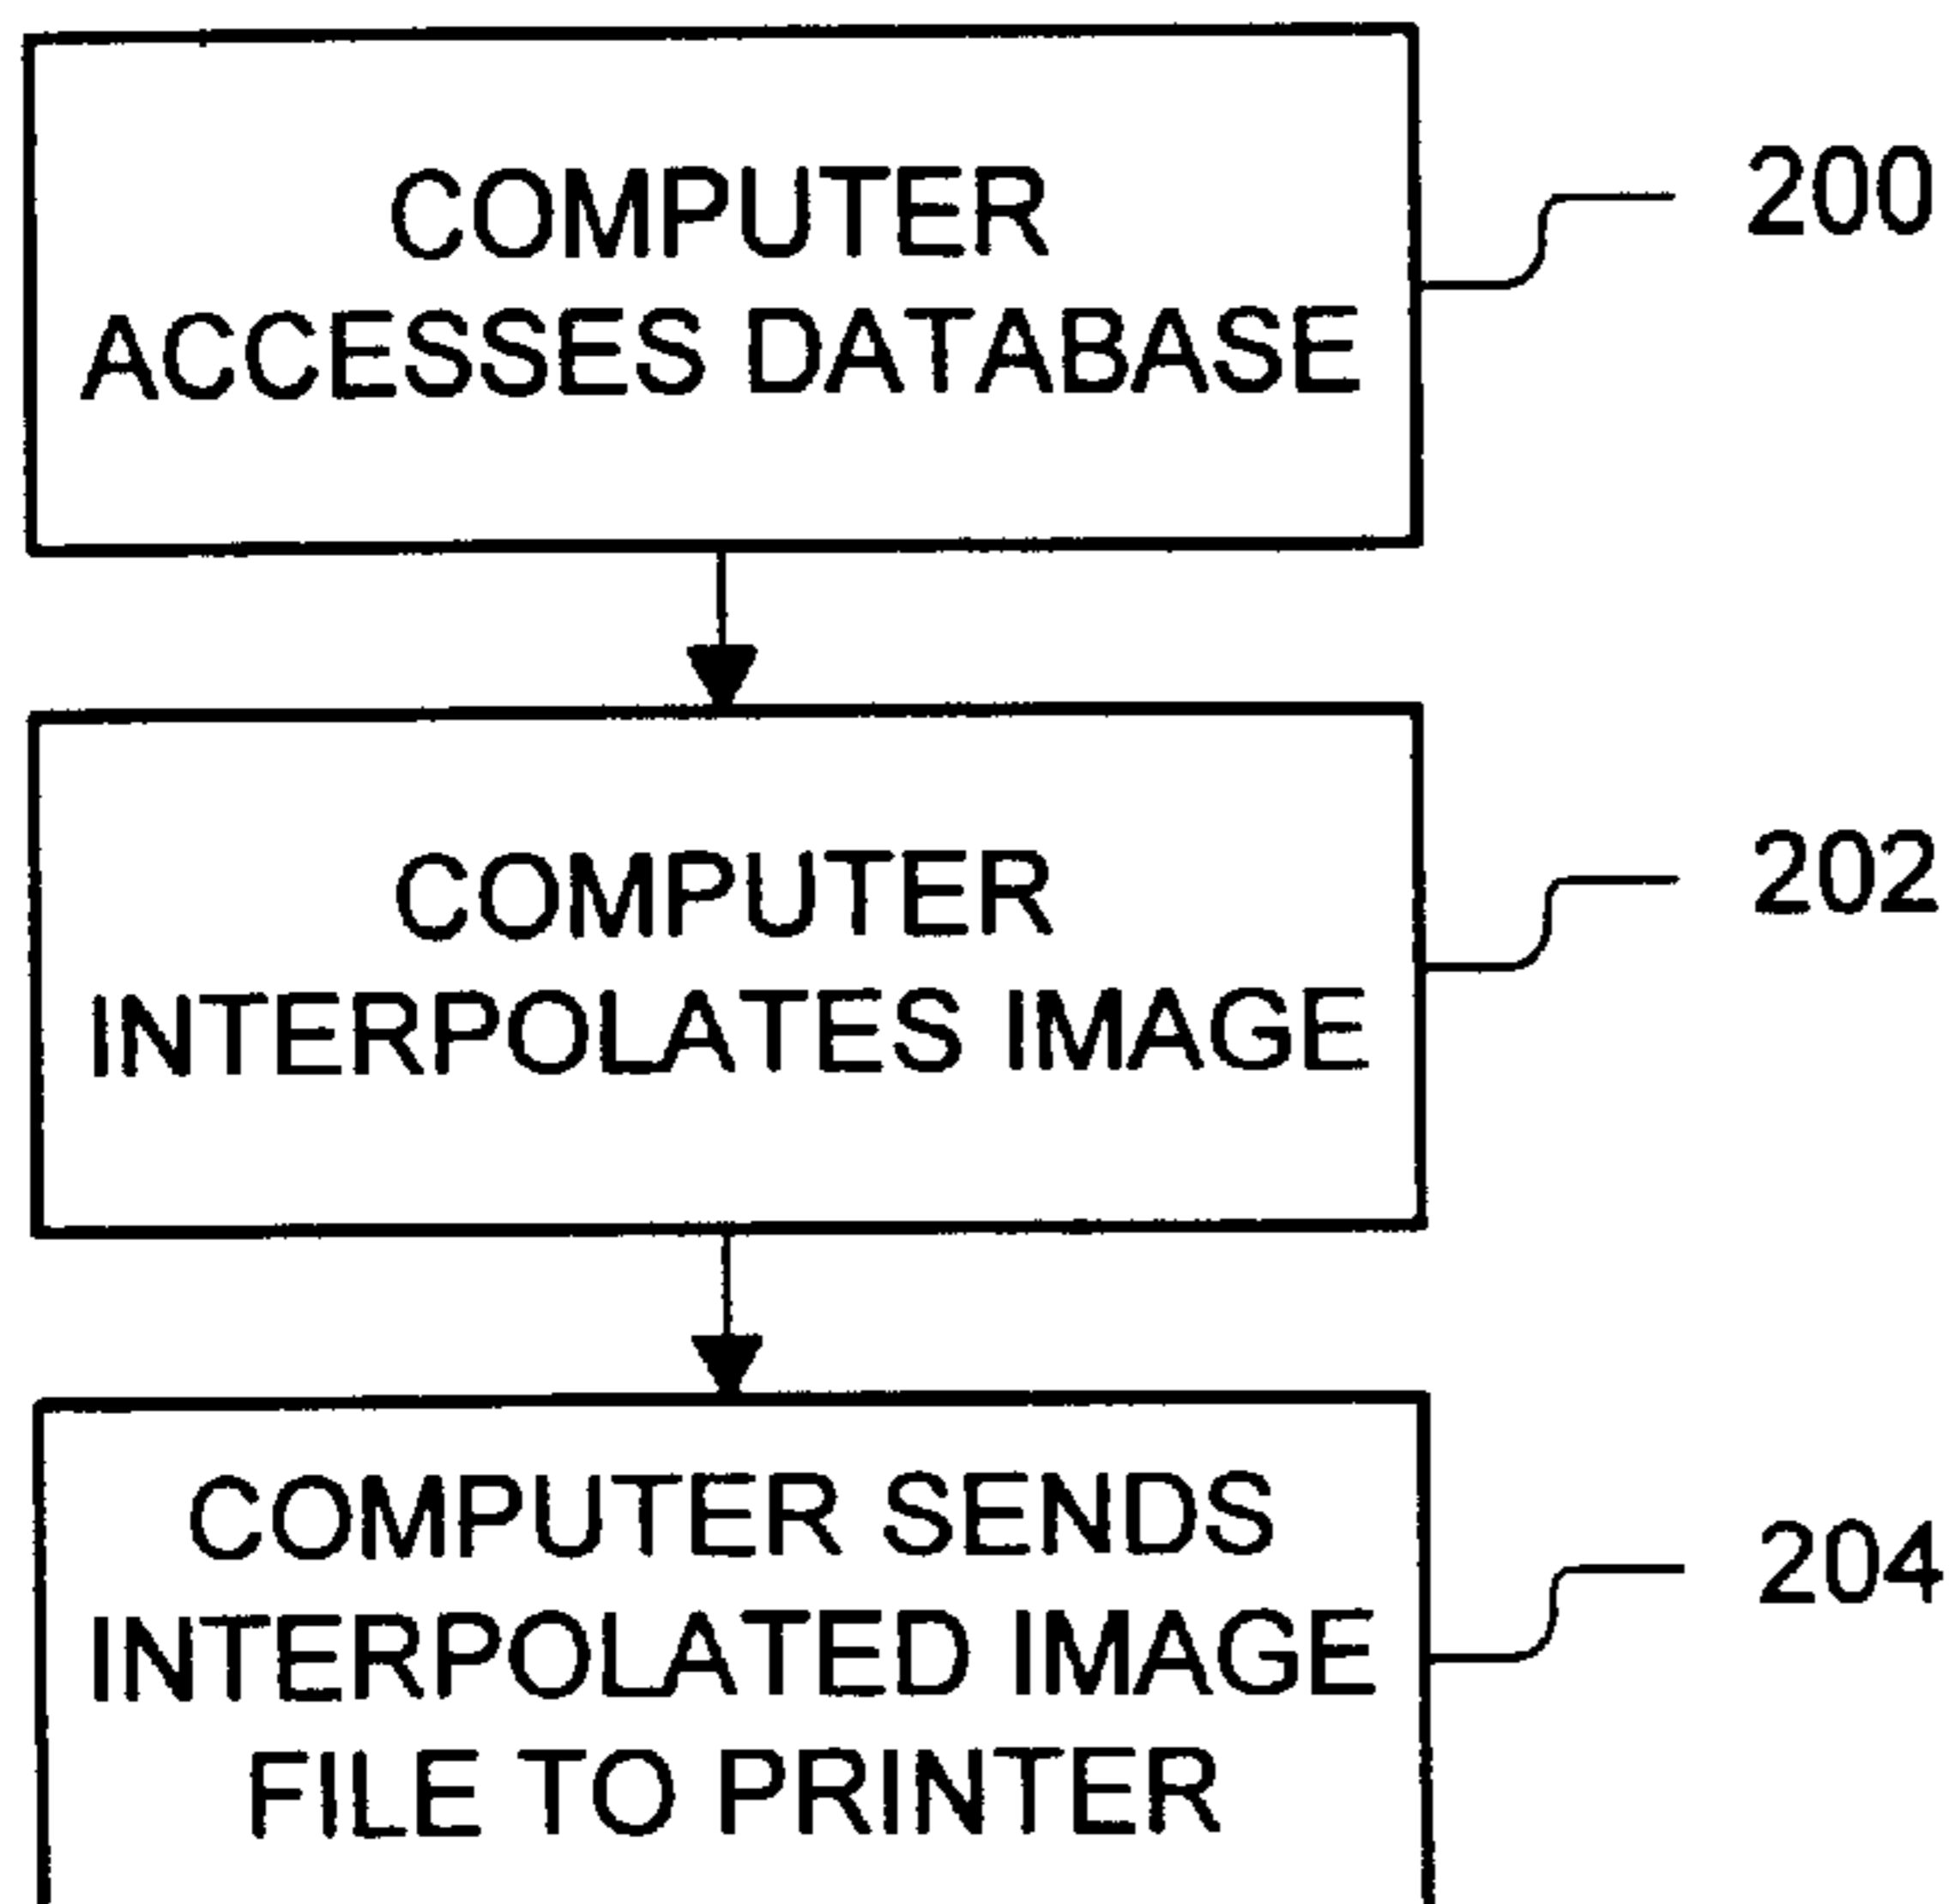 COMPUTER
ACCESSES DATABASE
200
COMPUTER
INTERPOLATES IMAGE
202
COMPUTER SENDS
INTERPOLATED IMAGE
FILE TO PRINTER
204